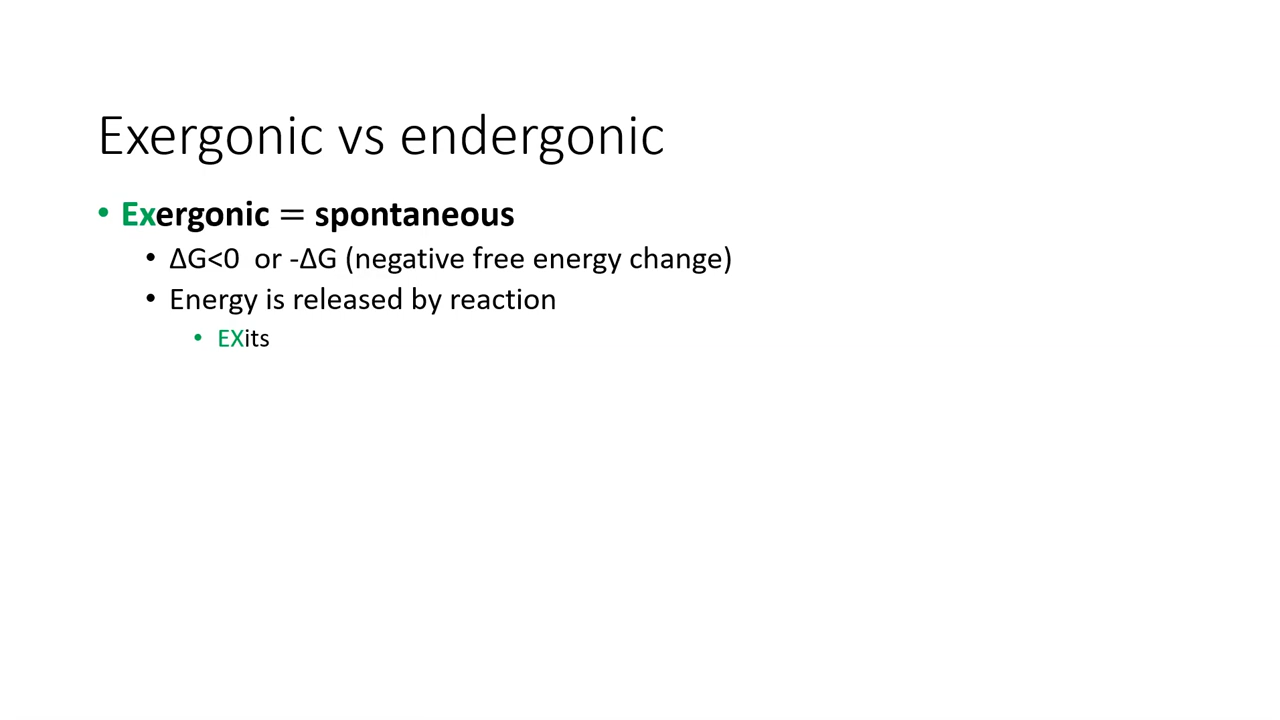 Exergonic vs endergonic
• Exergonic = spontaneous
• ΔG<0  or -ΔG (negative free energy change)
• Energy is released by reaction
• EXits